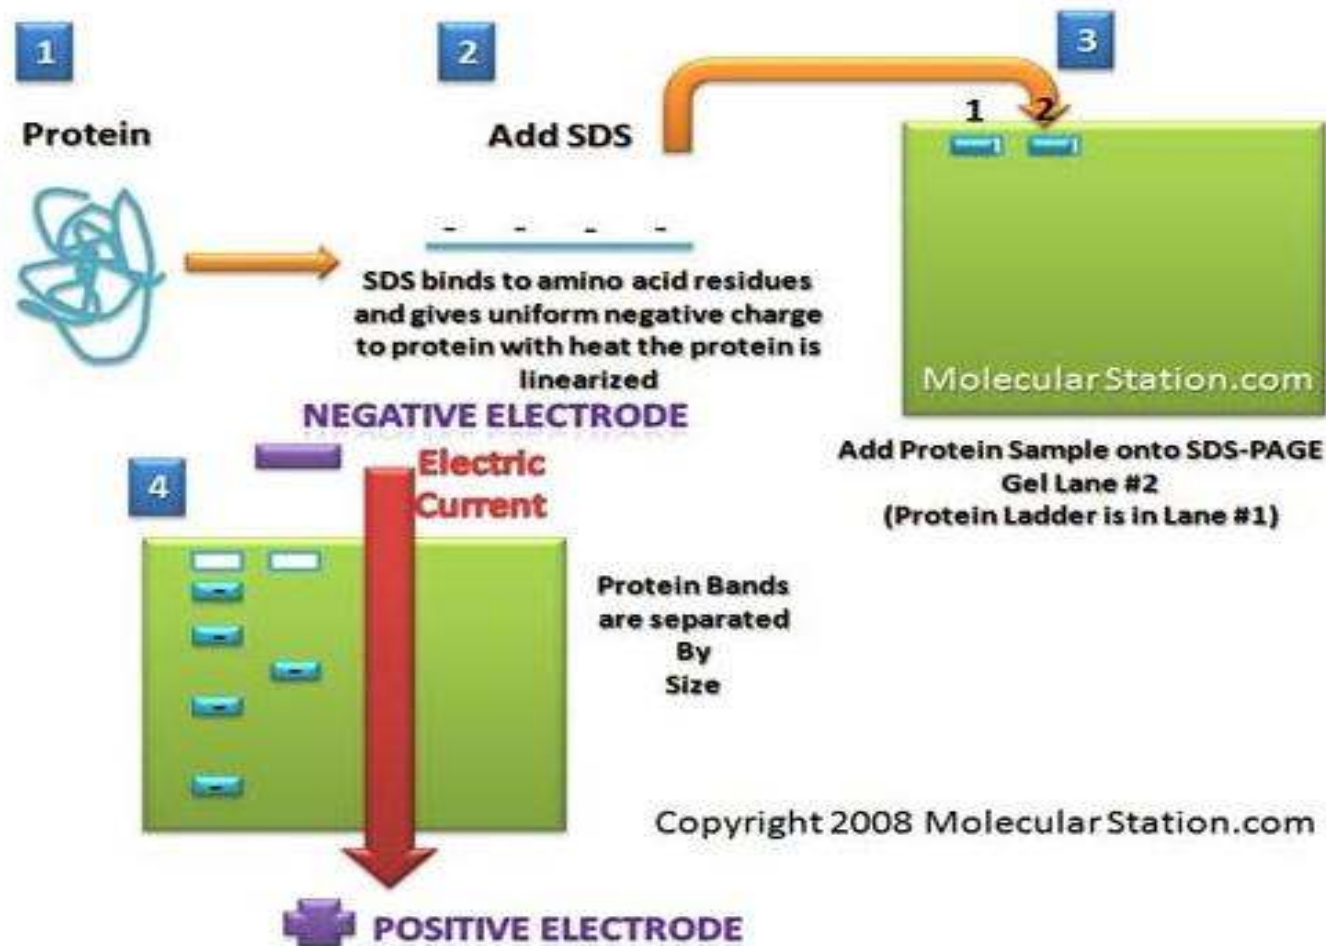 1
Protein
2
Add SDS
SDS binds to amino acid residues
and gives uniform negative charge
to protein with heat the protein is
linearized
3
1 2
MolecularStation.com
Add Protein Sample onto SDS-PAGE
Gel Lane #2
(Protein Ladder is in Lane #1)
4
NEGATIVE ELECTRODE
Electric
Current
Protein Bands
are separated
By
Size
POSITIVE ELECTRODE
Copyright 2008 MolecularStation.com